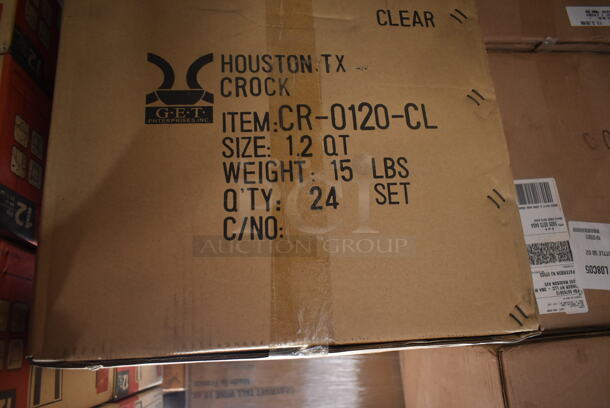 CLEAR
HOUSTON, TX
CROCK
G·E·T·
ENTERPRISES, INC.
ITEM: CR-0120-CL
SIZE: 1.2 QT
WEIGHT: 15 LBS
Q'TY: 24 SET
C/NO:
AUCTION GROUP
12
L08C05